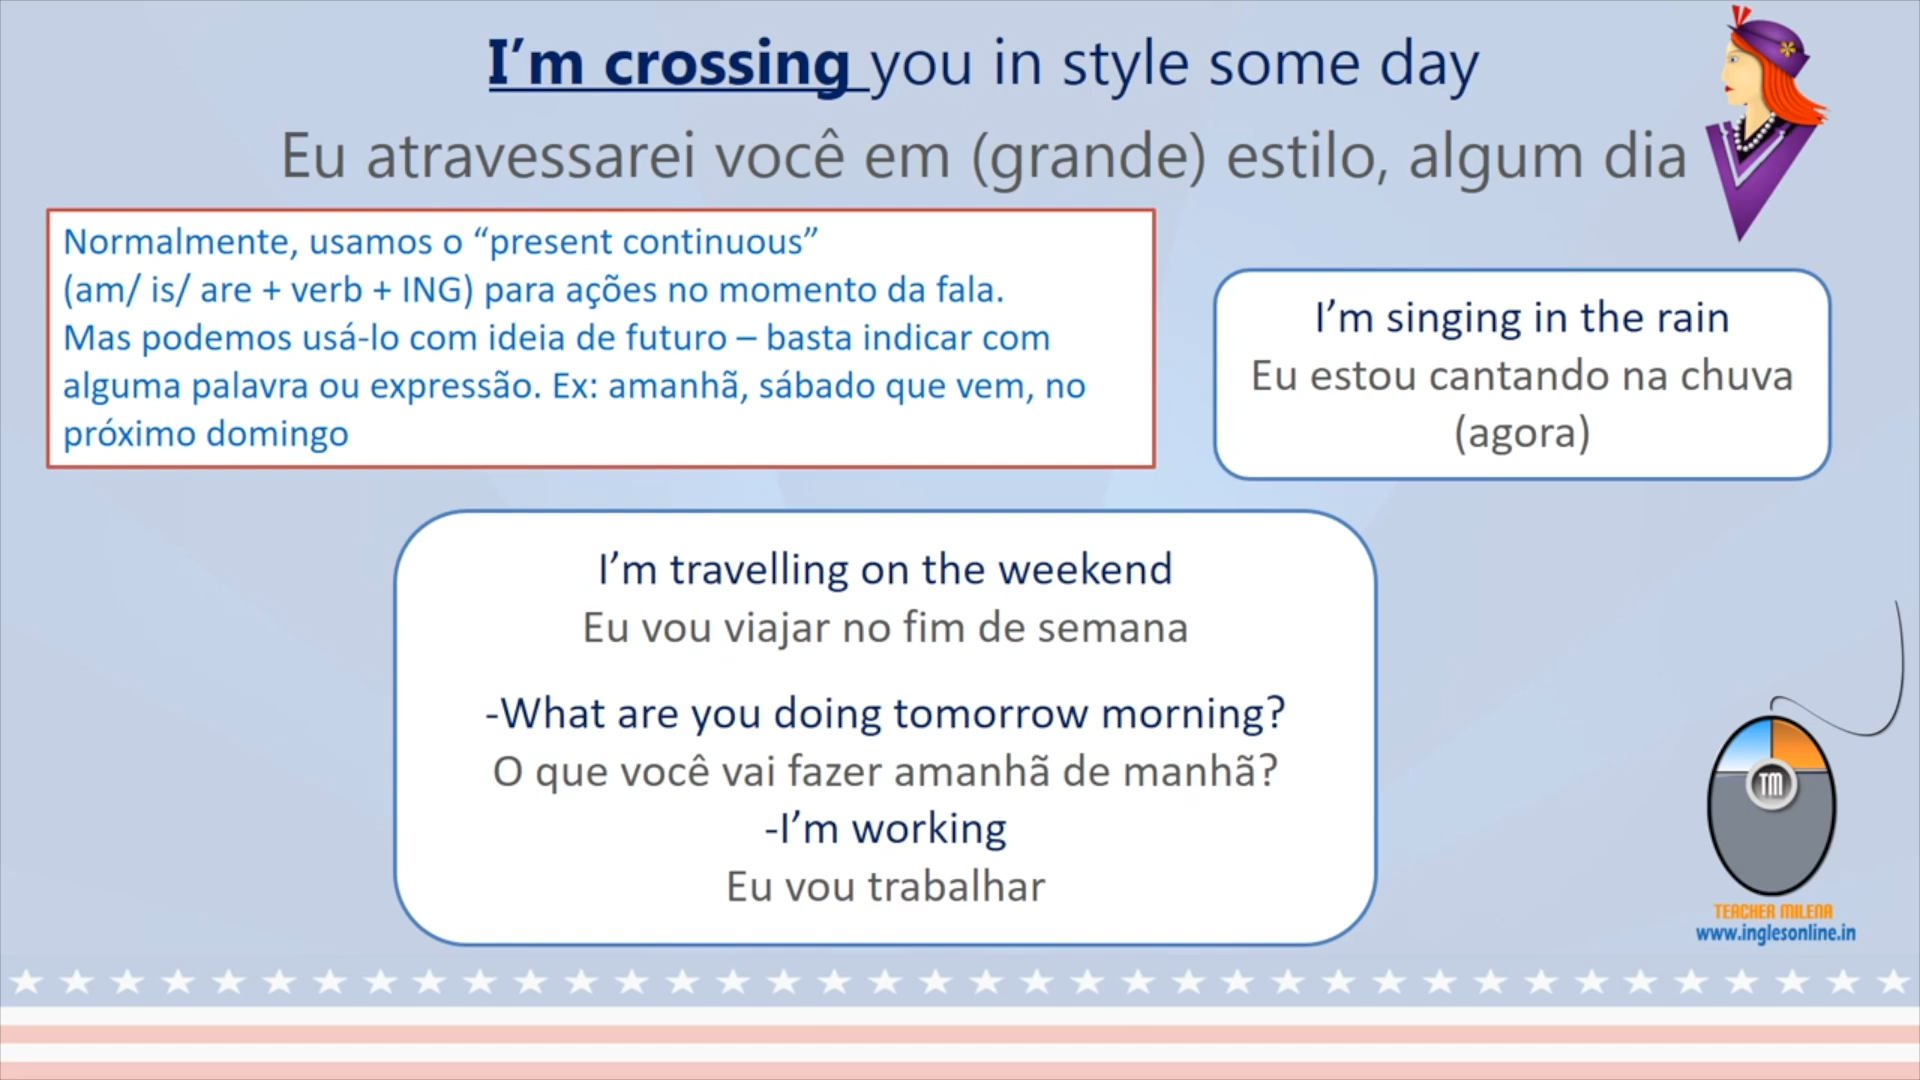 I’m crossing you in style some day
Eu atravessarei você em (grande) estilo, algum dia
Normalmente, usamos o “present continuous”
(am/ is/ are + verb + ING) para ações no momento da fala.
Mas podemos usá-lo com ideia de futuro – basta indicar com
alguma palavra ou expressão. Ex: amanhã, sábado que vem, no
próximo domingo
I’m singing in the rain
Eu estou cantando na chuva
(agora)
I’m travelling on the weekend
Eu vou viajar no fim de semana
-What are you doing tomorrow morning?
O que você vai fazer amanhã de manhã?
-I’m working
Eu vou trabalhar
TM
TEACHER MILENA
www.inglesonline.in